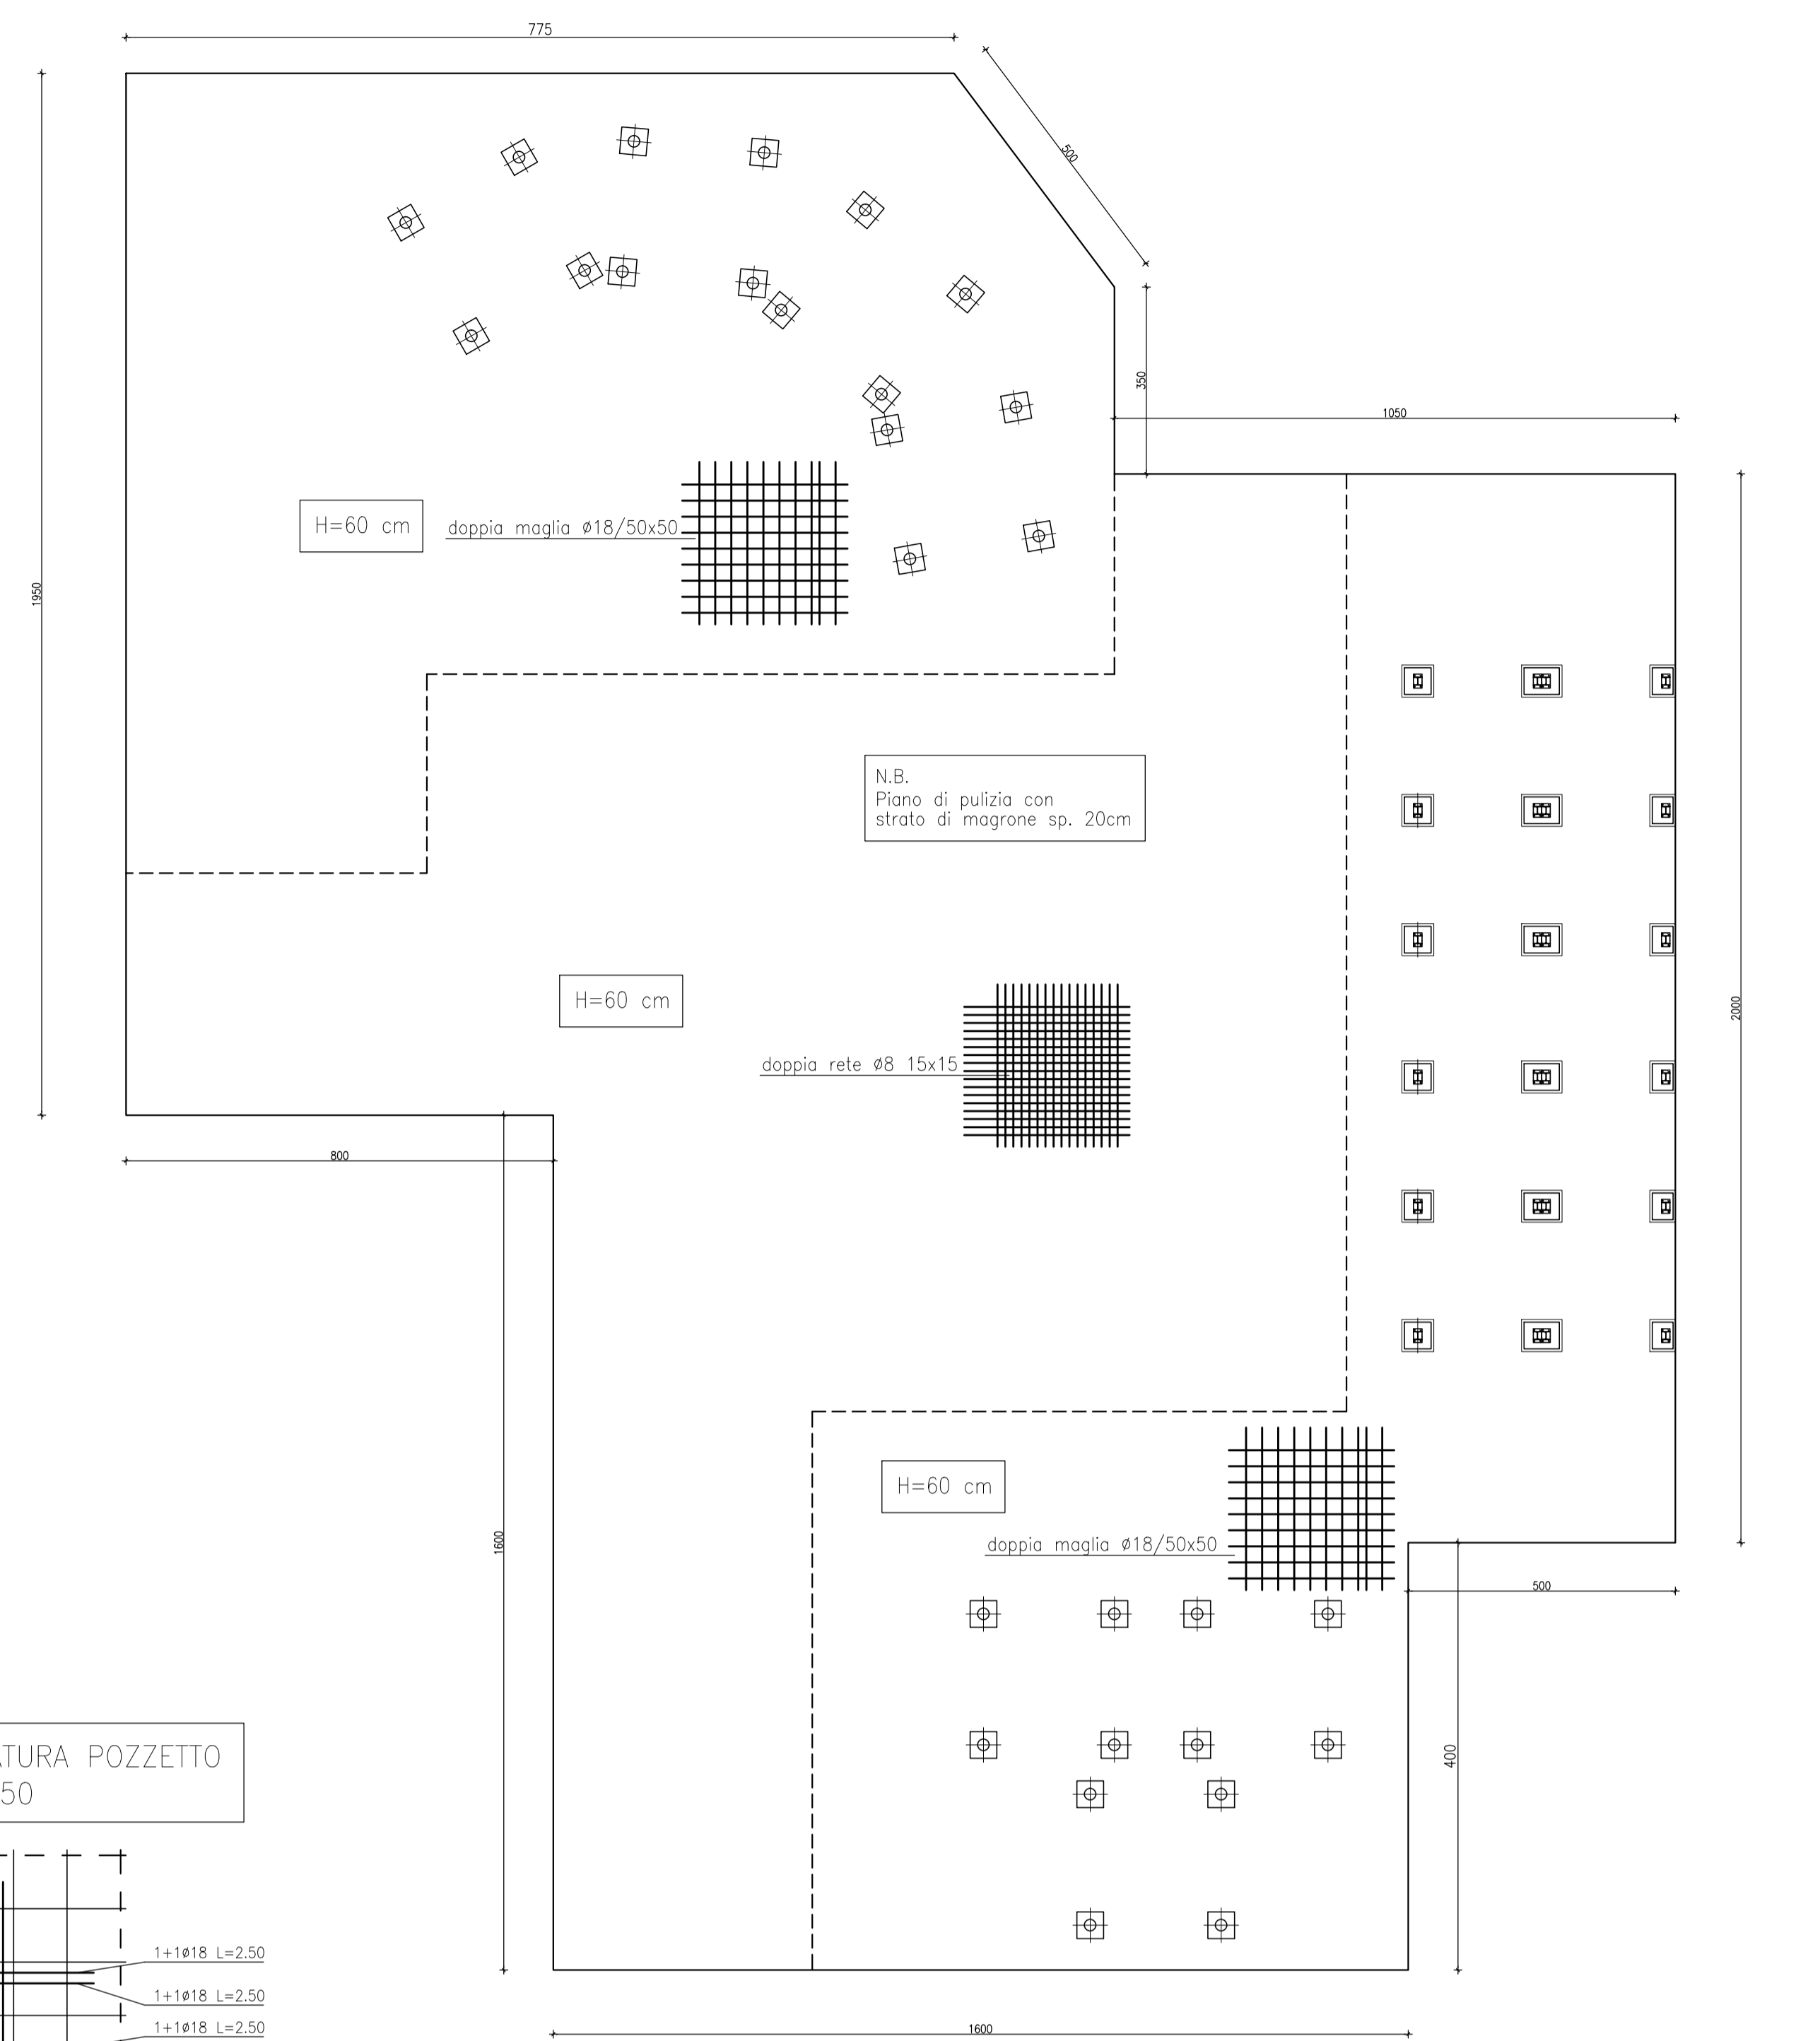 775
500
350
1050
H=60 cm
doppia maglia Ø18/50x50
1950
N.B.
Piano di pulizia con
strato di magrone sp. 20cm
H=60 cm
2000
doppia rete Ø8 15x15
800
H=60 cm
1600
doppia maglia Ø18/50x50
500
400
ATURA POZZETTO
50
1+1Ø18 L=2.50
1+1Ø18 L=2.50
1+1Ø18 L=2.50
1600